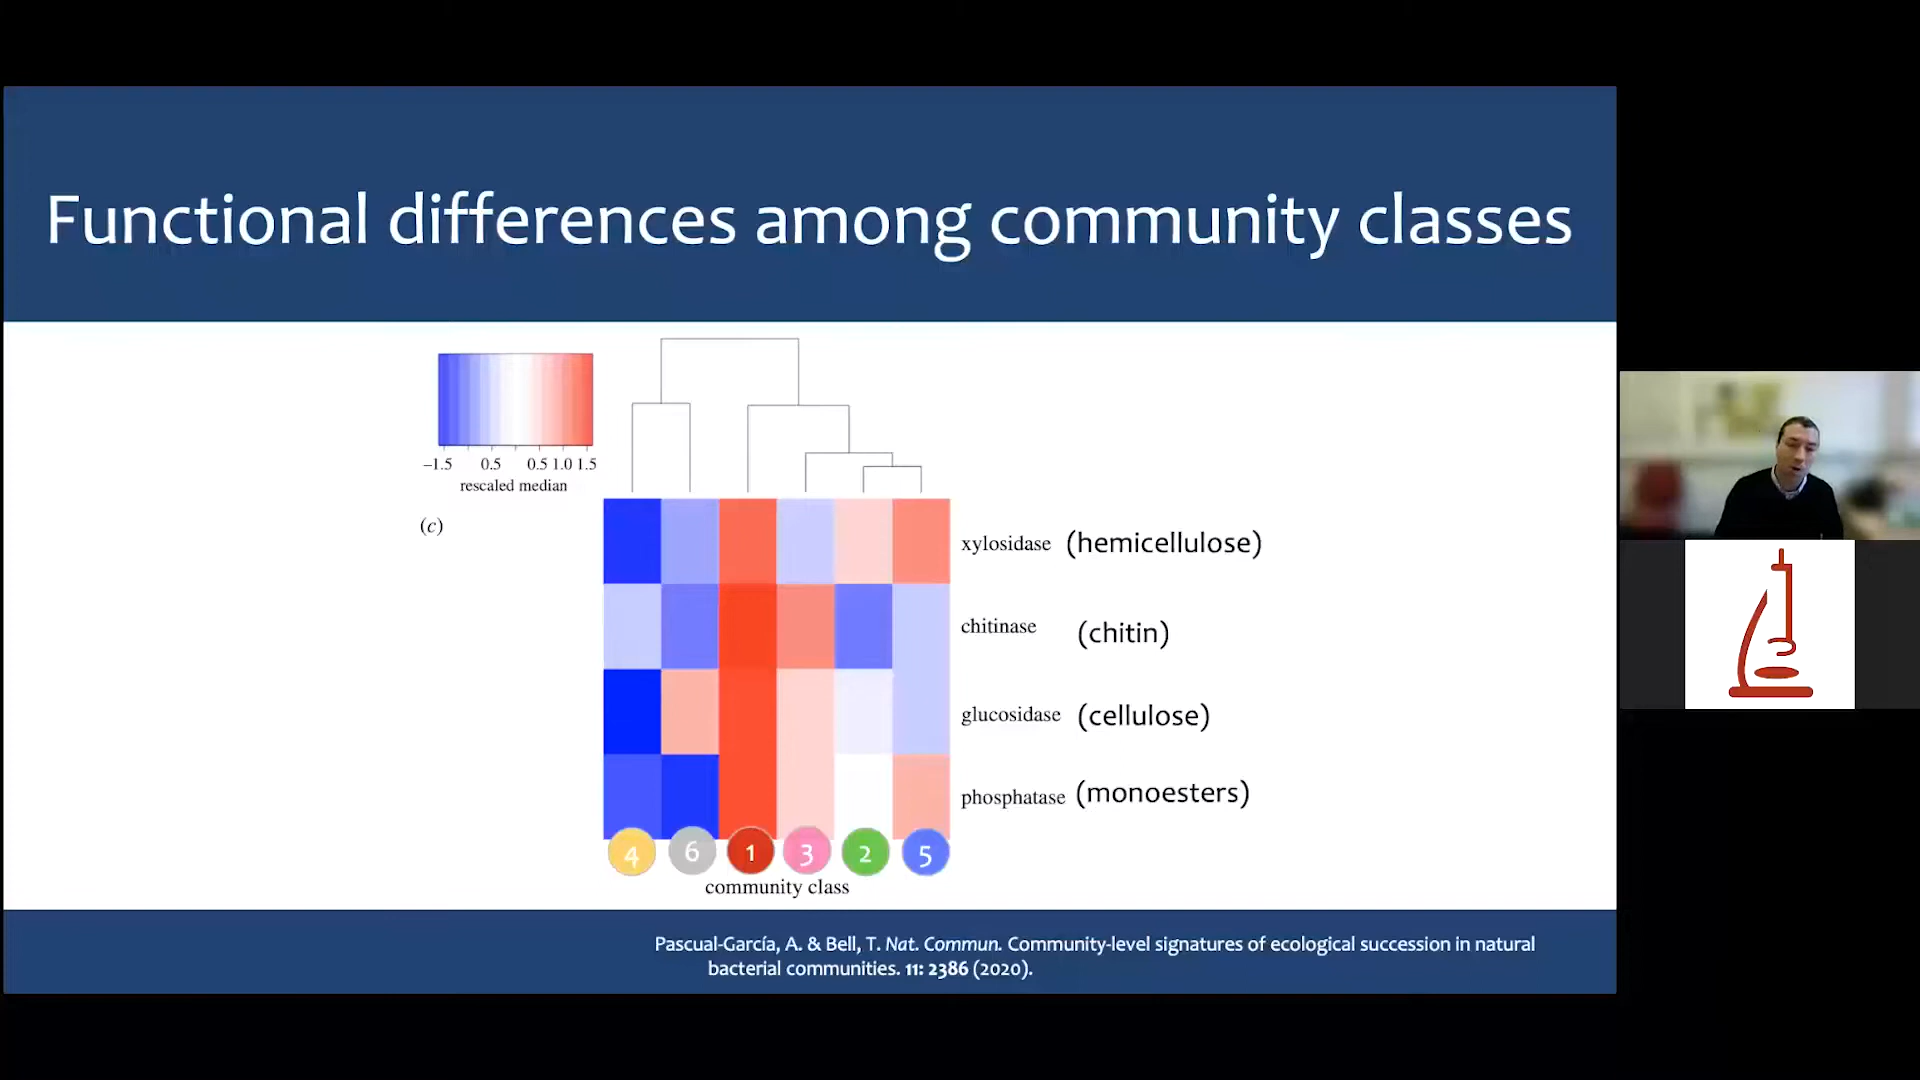 Functional differences among community classes
–1.5 0.5 0.5 1.0 1.5
rescaled median
(c)
xylosidase (hemicellulose)
chitinase (chitin)
glucosidase (cellulose)
phosphatase (monoesters)
4 6 1 3 2 5
community class
Pascual-García, A. & Bell, T. Nat. Commun. Community-level signatures of ecological succession in natural
bacterial communities. 11: 2386 (2020).